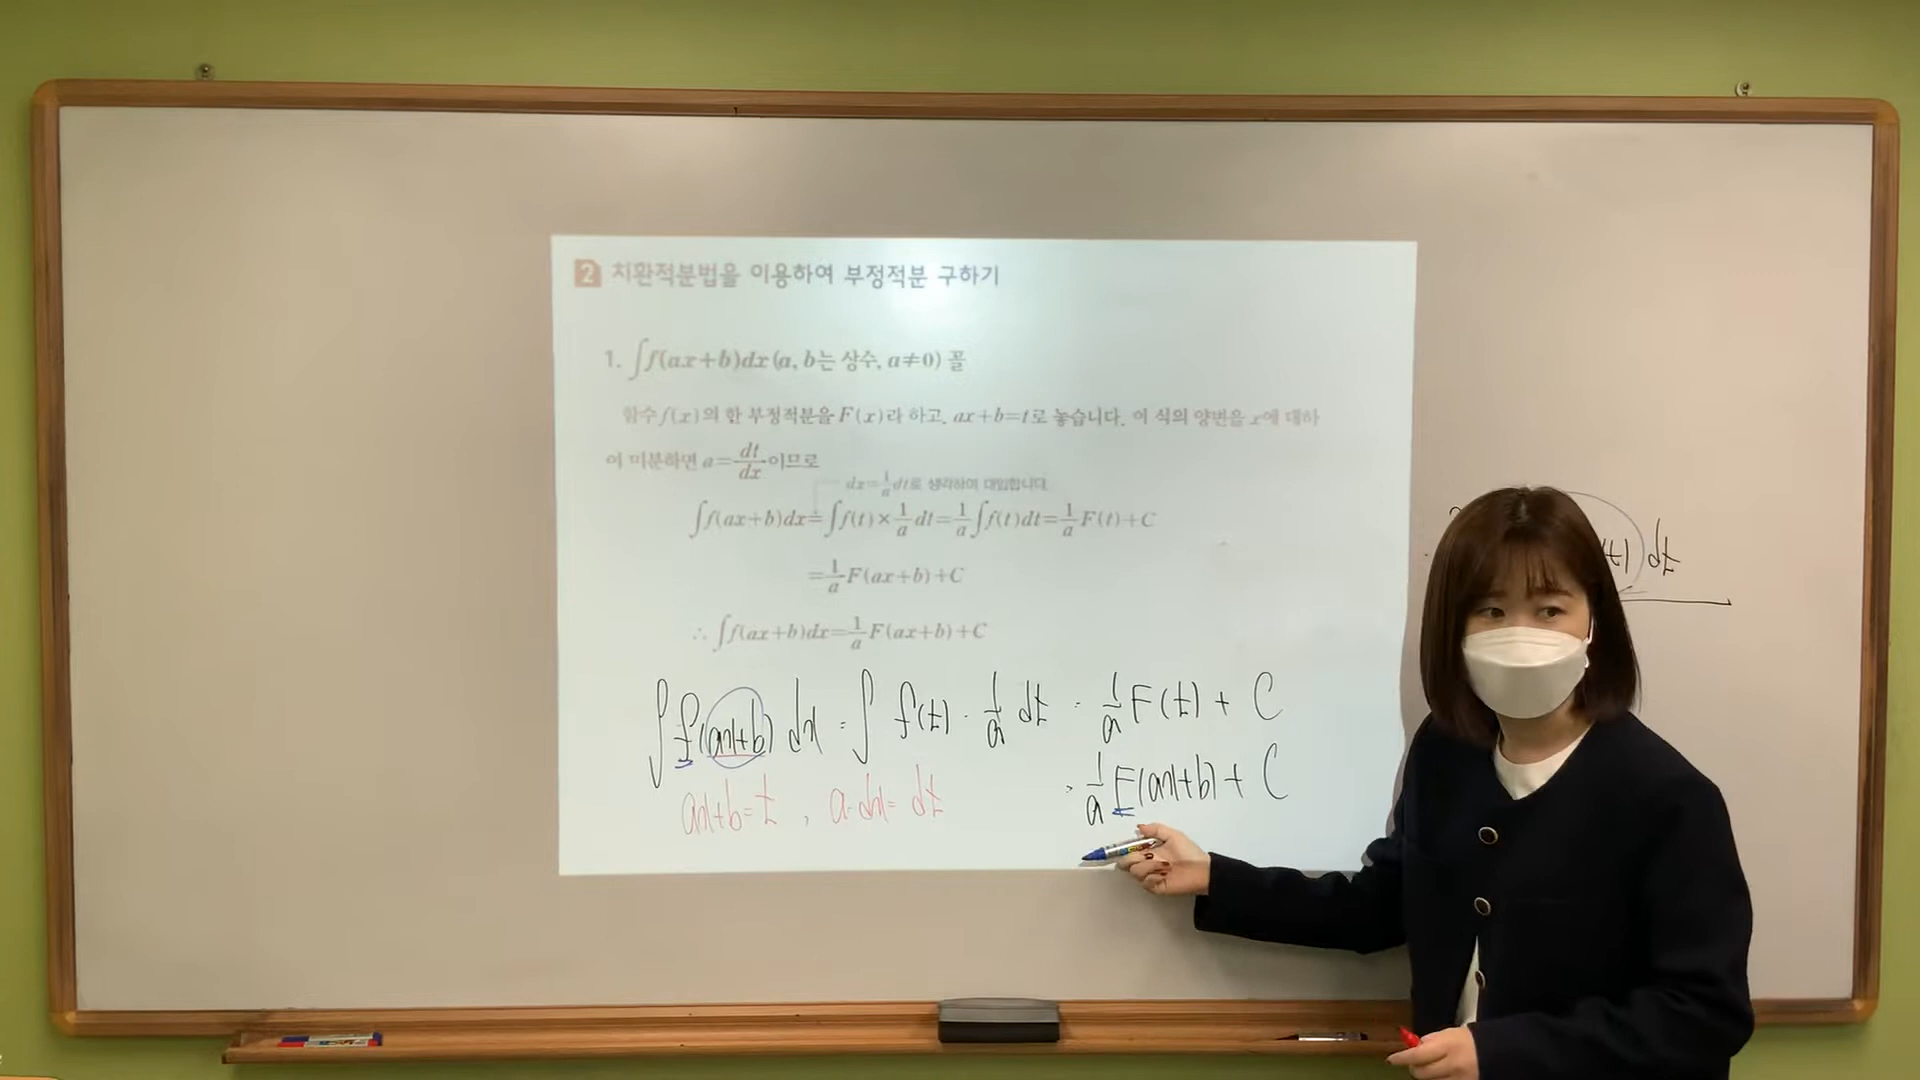 2 치환적분법을 이용하여 부정적분 구하기
1. ∫f(ax+b)dx (a, b는 상수, a≠0) 꼴
함수 f(x)의 한 부정적분을 F(x)라 하고, ax+b=t로 놓습니다. 이 식의 양변을 x에 대하
여 미분하면 a=dt/dx이므로
dx=1/a dt로 생각하여 대입합니다.
∫f(ax+b)dx=∫f(t)×1/a dt=1/a∫f(t)dt=1/a F(t)+C
=1/a F(ax+b)+C
∴ ∫f(ax+b)dx=1/a F(ax+b)+C
∫f(ax+b) dx = ∫ f(t) · 1/a dt = 1/a F(t) + C
= 1/a F(ax+b) + C
ax+b=t , a·dx= dt
dt